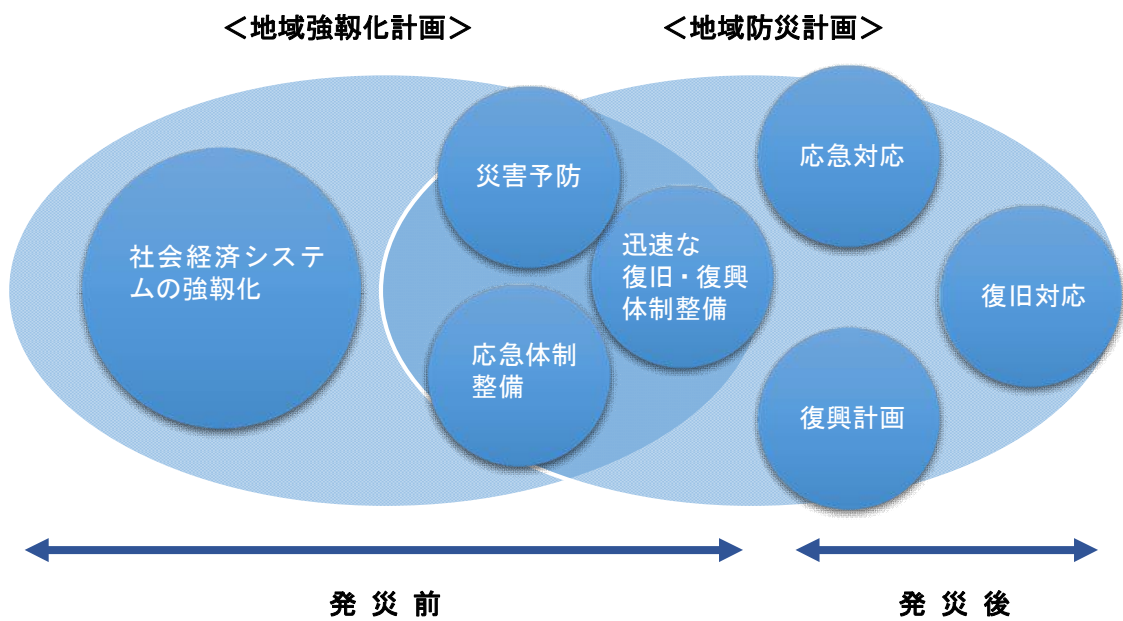 ＜地域強靱化計画＞
＜地域防災計画＞
社会経済システ
ムの強靱化
災害予防
応急体制
整備
迅速な
復旧・復興
体制整備
応急対応
復旧対応
復興計画
発 災 前
発 災 後